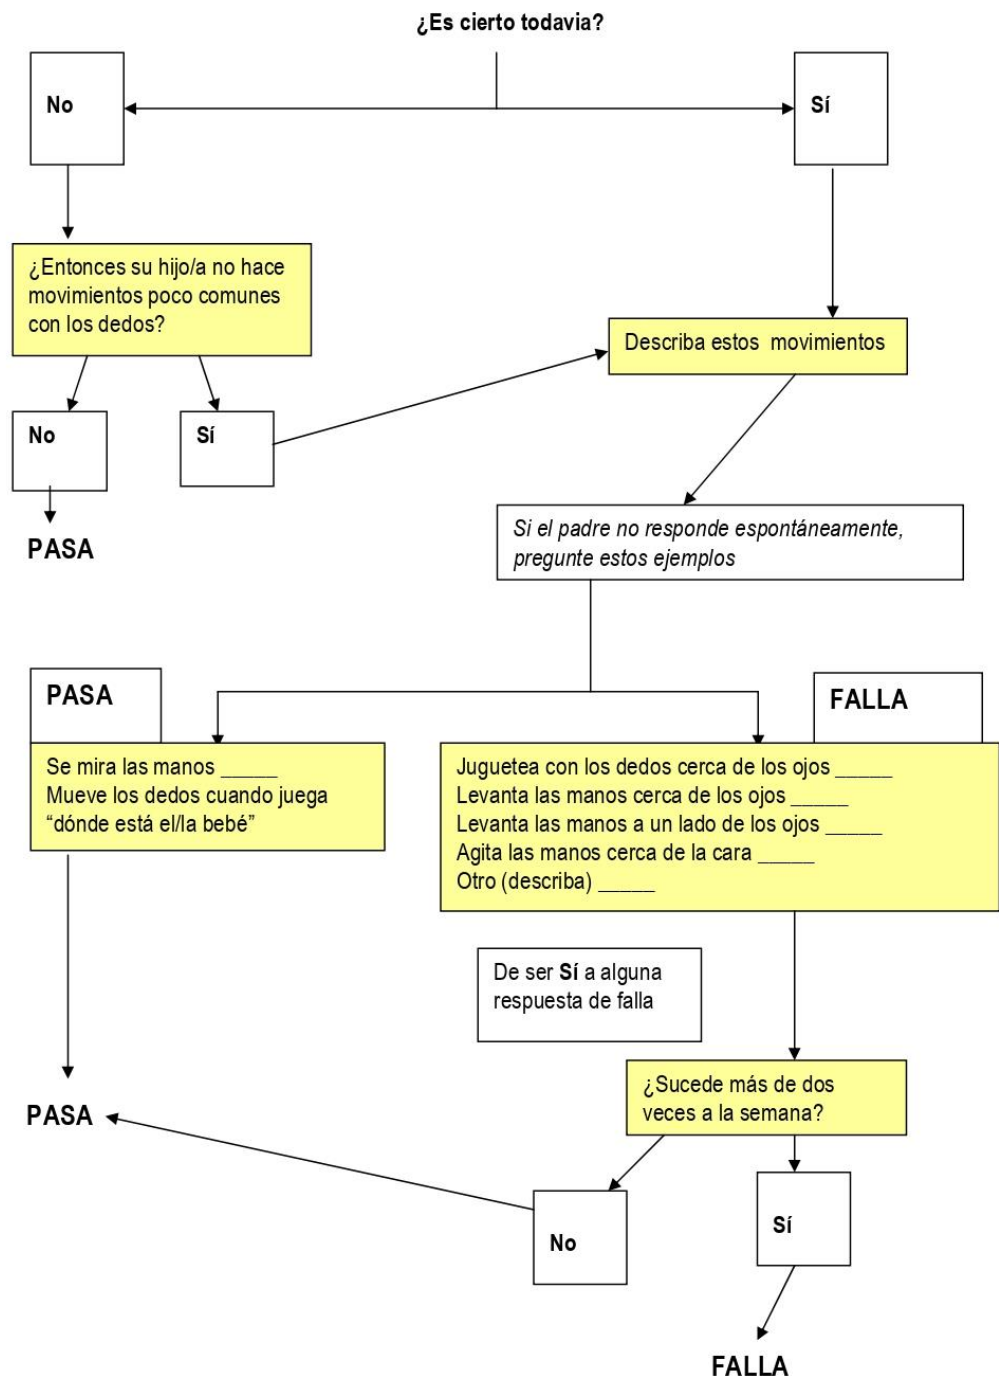 ¿Es cierto todavia?
No
Sí
¿Entonces su hijo/a no hace
movimientos poco comunes
con los dedos?
Describa estos  movimientos
No
Sí
PASA
Si el padre no responde espontáneamente,
pregunte estos ejemplos
PASA
FALLA
Se mira las manos _____
Mueve los dedos cuando juega
“dónde está el/la bebé”
Juguetea con los dedos cerca de los ojos _____
Levanta las manos cerca de los ojos _____
Levanta las manos a un lado de los ojos _____
Agita las manos cerca de la cara _____
Otro (describa) _____
De ser Sí a alguna
respuesta de falla
¿Sucede más de dos
veces a la semana?
PASA
No
Sí
FALLA